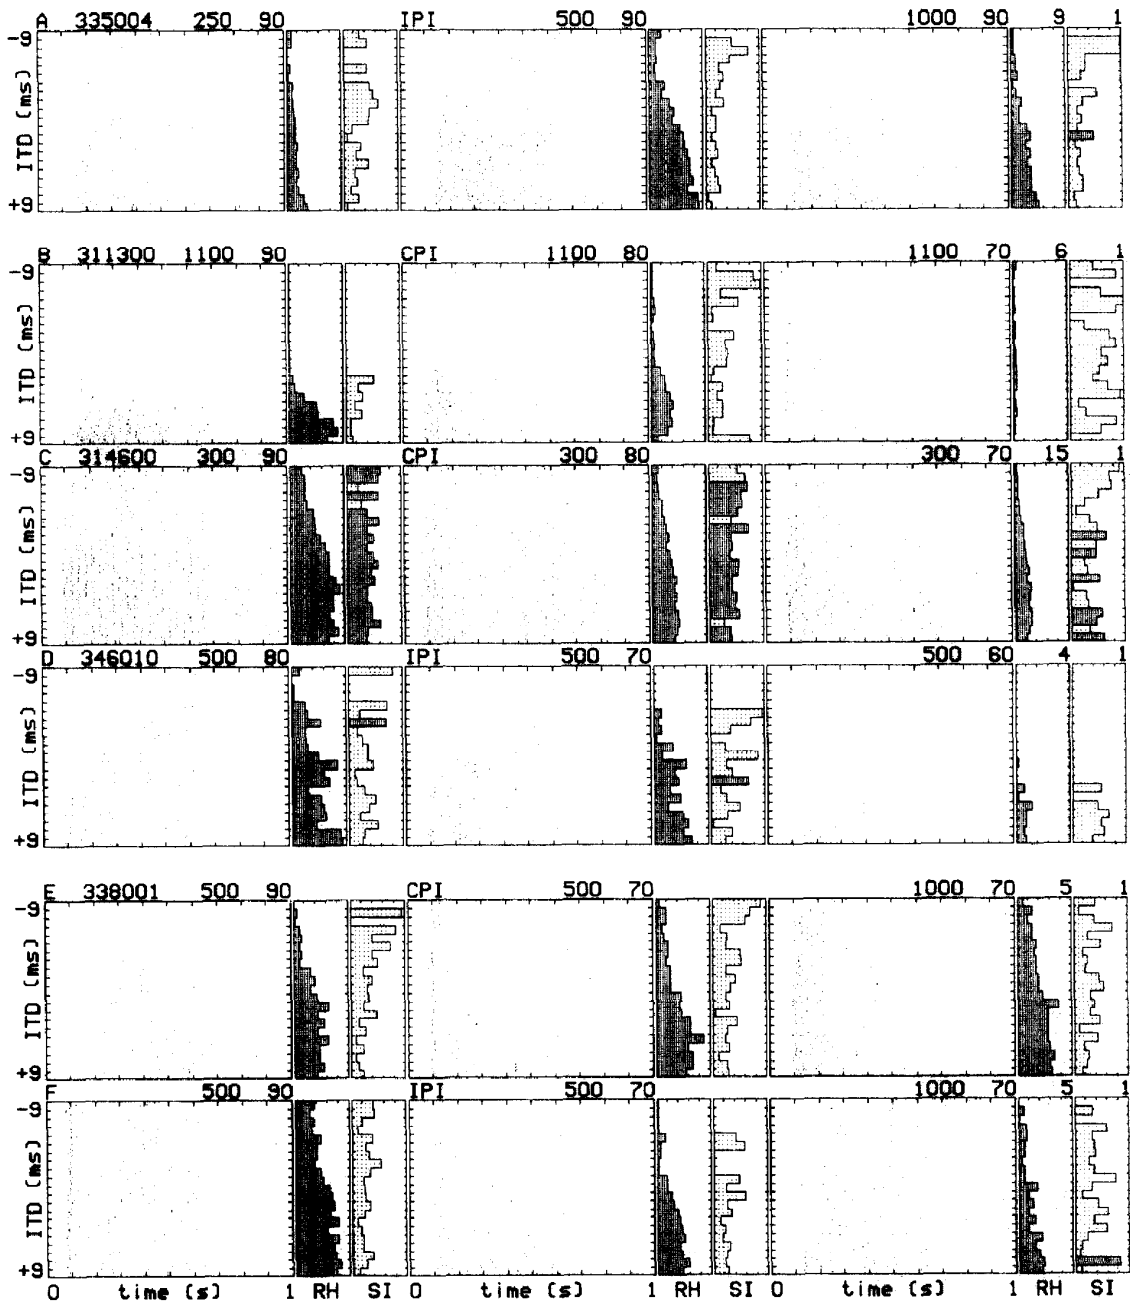 A 335004 250 90 IPI 500 90 1000 90 9 1
-9
ITD (ms)
+9
B 311300 1100 90 CPI 1100 80 1100 70 6 1
-9
ITD (ms)
+9
C 314600 300 90 CPI 300 80 300 70 15 1
-9
ITD (ms)
+9
D 346010 500 80 IPI 500 70 500 60 4 1
-9
ITD (ms)
+9
E 338001 500 90 CPI 500 70 1000 70 5 1
-9
ITD (ms)
+9
F 500 90 IPI 500 70 1000 70 5 1
-9
ITD (ms)
+9
0 time (s) 1 RH SI 0 time (s) 1 RH SI 0 time (s) 1 RH SI